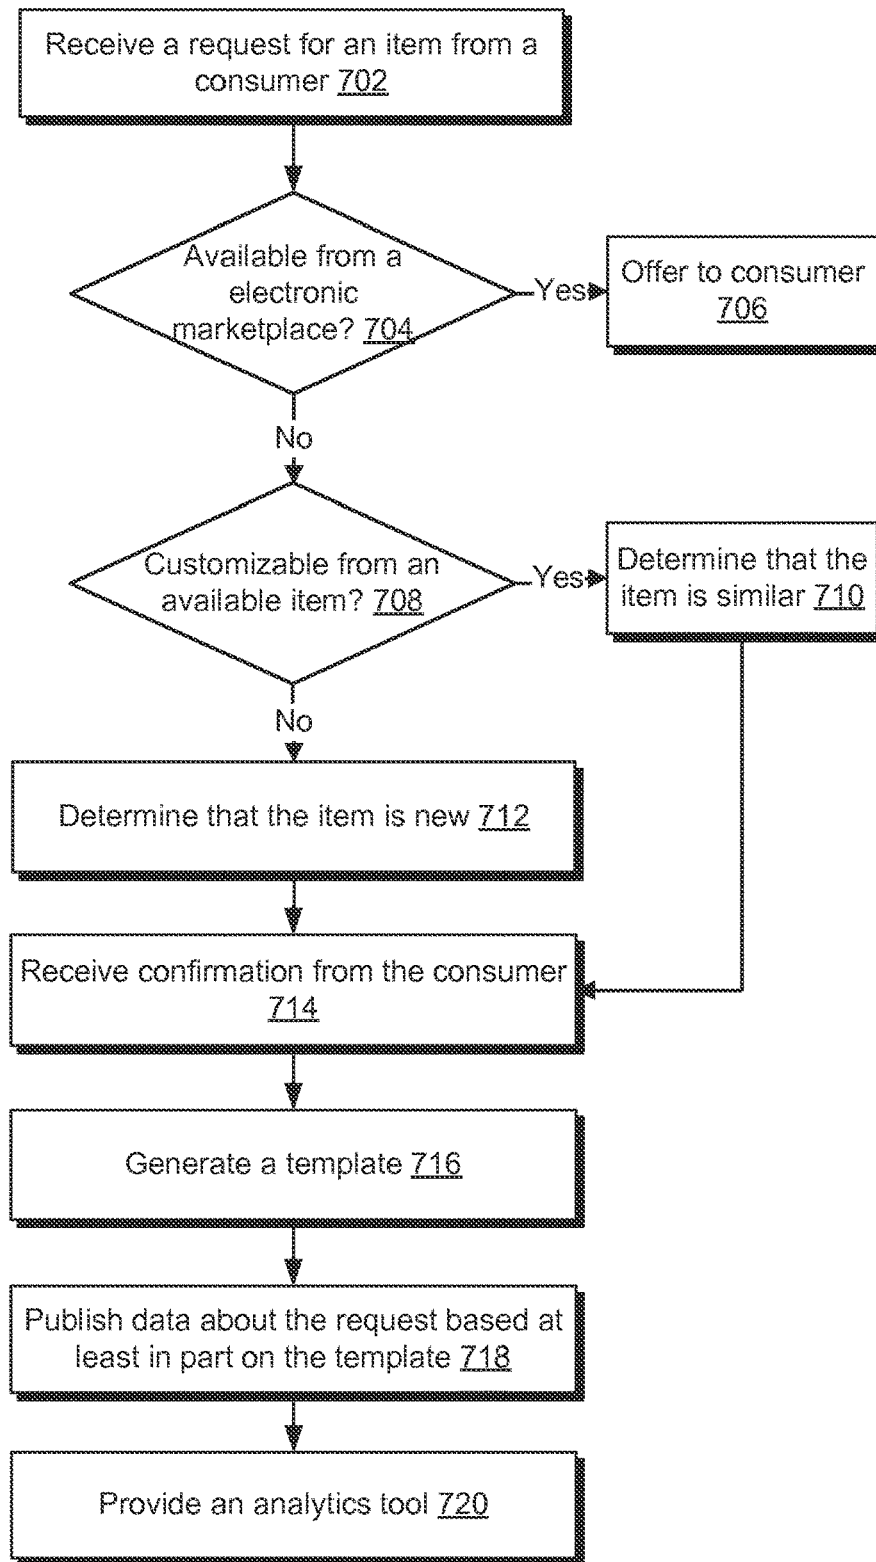 Receive a request for an item from a
consumer 702
Available from a
electronic
marketplace? 704
Yes
Offer to consumer
706
No
Customizable from an
available item? 708
Yes
Determine that the
item is similar 710
No
Determine that the item is new 712
Receive confirmation from the consumer
714
Generate a template 716
Publish data about the request based at
least in part on the template 718
Provide an analytics tool 720